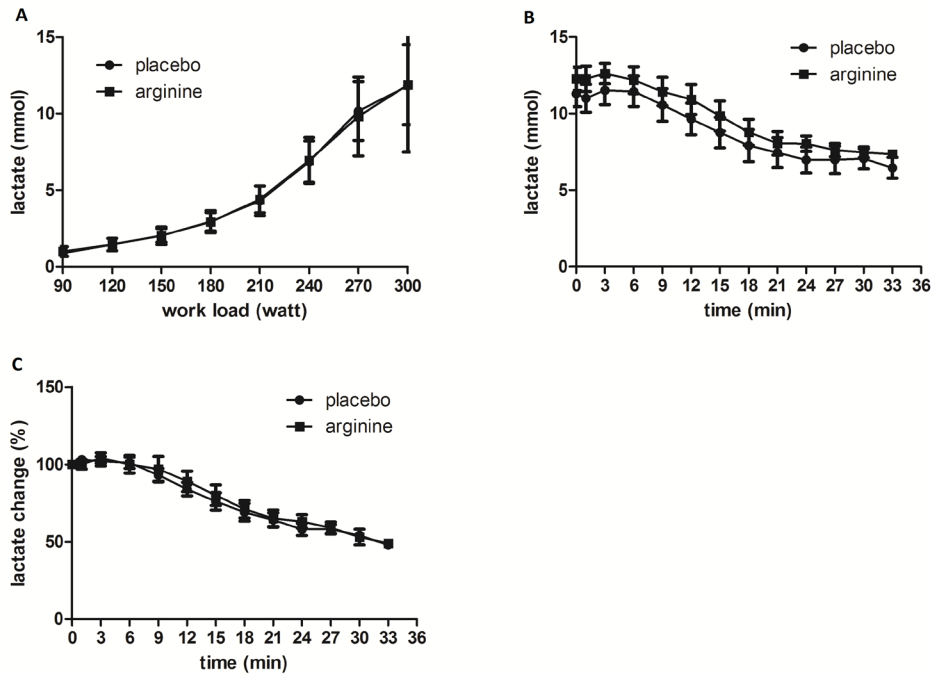 A
15
10
5
0
lactate (mmol)
placebo
arginine
90 120 150 180 210 240 270 300
work load (watt)
B
15
10
5
0
lactate (mmol)
placebo
arginine
0 3 6 9 12 15 18 21 24 27 30 33 36
time (min)
C
150
100
50
0
lactate change (%)
placebo
arginine
0 3 6 9 12 15 18 21 24 27 30 33 36
time (min)